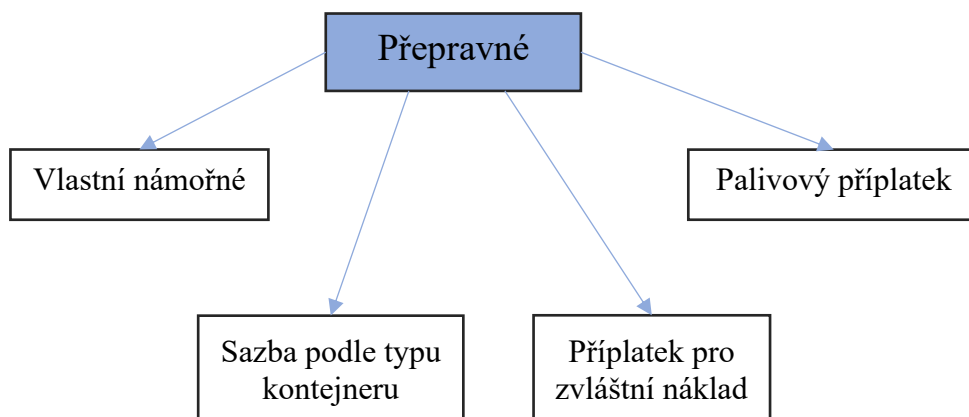 Přepravné
Vlastní námořné
Palivový příplatek
Sazba podle typu
kontejneru
Příplatek pro
zvláštní náklad